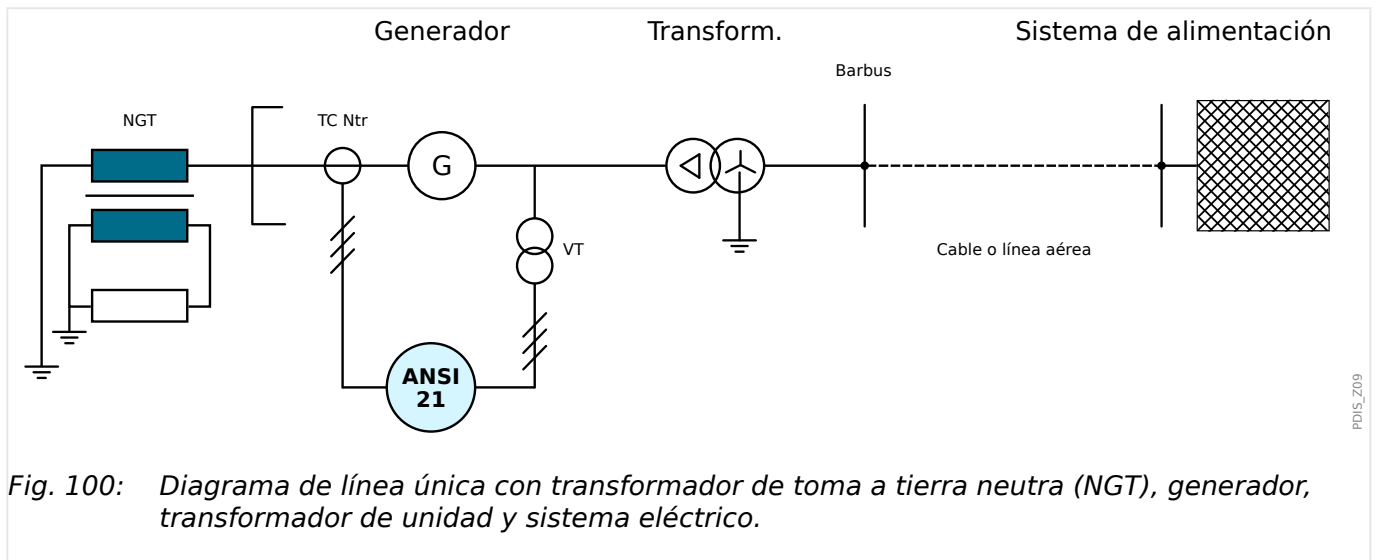 Generador
Transform.
Sistema de alimentación
Barbus
NGT
TC Ntr
G
VT
Cable o línea aérea
ANSI
21
PDIS_Z09
Fig. 100: Diagrama de línea única con transformador de toma a tierra neutra (NGT), generador,
transformador de unidad y sistema eléctrico.